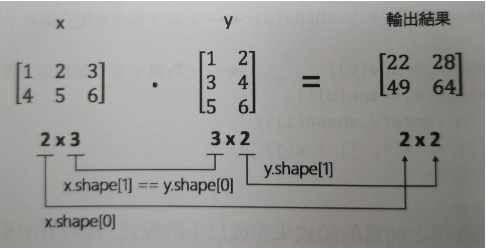 x y 輸出結果
1 2 3 1 2 22 28
4 5 6 · 3 4 = 49 64
5 6
2 x 3 3 x 2 2 x 2
x.shape[1] == y.shape[0] y.shape[1]
x.shape[0]